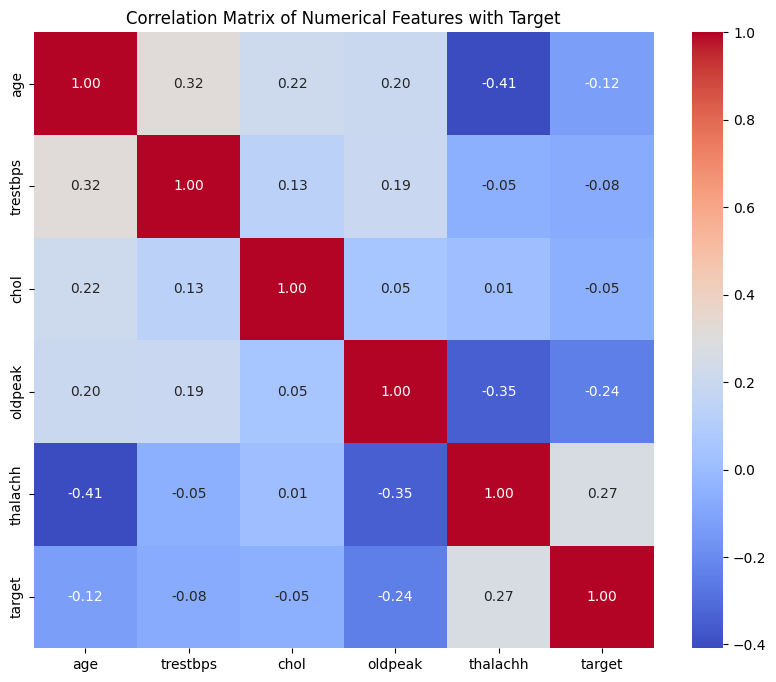 Correlation Matrix of Numerical Features with Target
age 1.00 0.32 0.22 0.20 -0.41 -0.12
trestbps 0.32 1.00 0.13 0.19 -0.05 -0.08
chol 0.22 0.13 1.00 0.05 0.01 -0.05
oldpeak 0.20 0.19 0.05 1.00 -0.35 -0.24
thalachh -0.41 -0.05 0.01 -0.35 1.00 0.27
target -0.12 -0.08 -0.05 -0.24 0.27 1.00
age trestbps chol oldpeak thalachh target
1.0
0.8
0.6
0.4
0.2
0.0
−0.2
−0.4